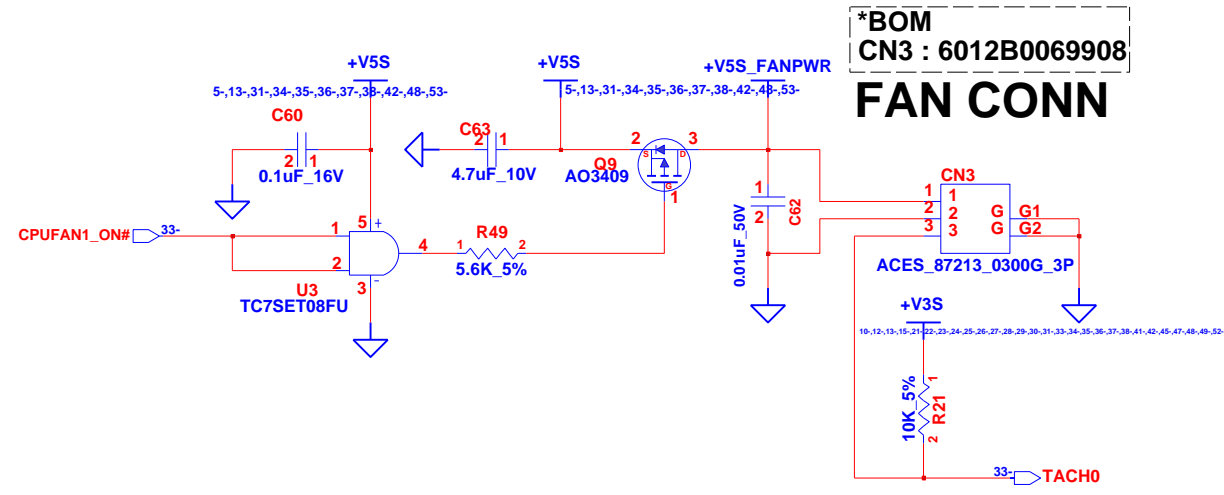 *BOM
CN3 : 6012B0069908
FAN CONN
+V5S
5-,13-,31-,34-,35-,36-,37-,38-,42-,48-,53-
+V5S
5-,13-,31-,34-,35-,36-,37-,38-,42-,48-,53-
+V5S_FANPWR
C60
2 1
0.1uF_16V
C63
2 1
4.7uF_10V
2 3
S D
G
1
Q9
AO3409
1
2
C62
0.01uF_50V
CN3
1 1
2 2
3 3
G G1
G G2
ACES_87213_0300G_3P
CPUFAN1_ON# 33-
1
2
5 +
4
3 -
U3
TC7SET08FU
R49
1 2
5.6K_5%
+V3S
10-,12-,13-,15-,21-,22-,23-,24-,25-,26-,27-,28-,29-,30-,31-,33-,34-,35-,36-,37-,38-,41-,42-,45-,47-,48-,49-,52-
1
10K_5%
R21
2
33- TACH0